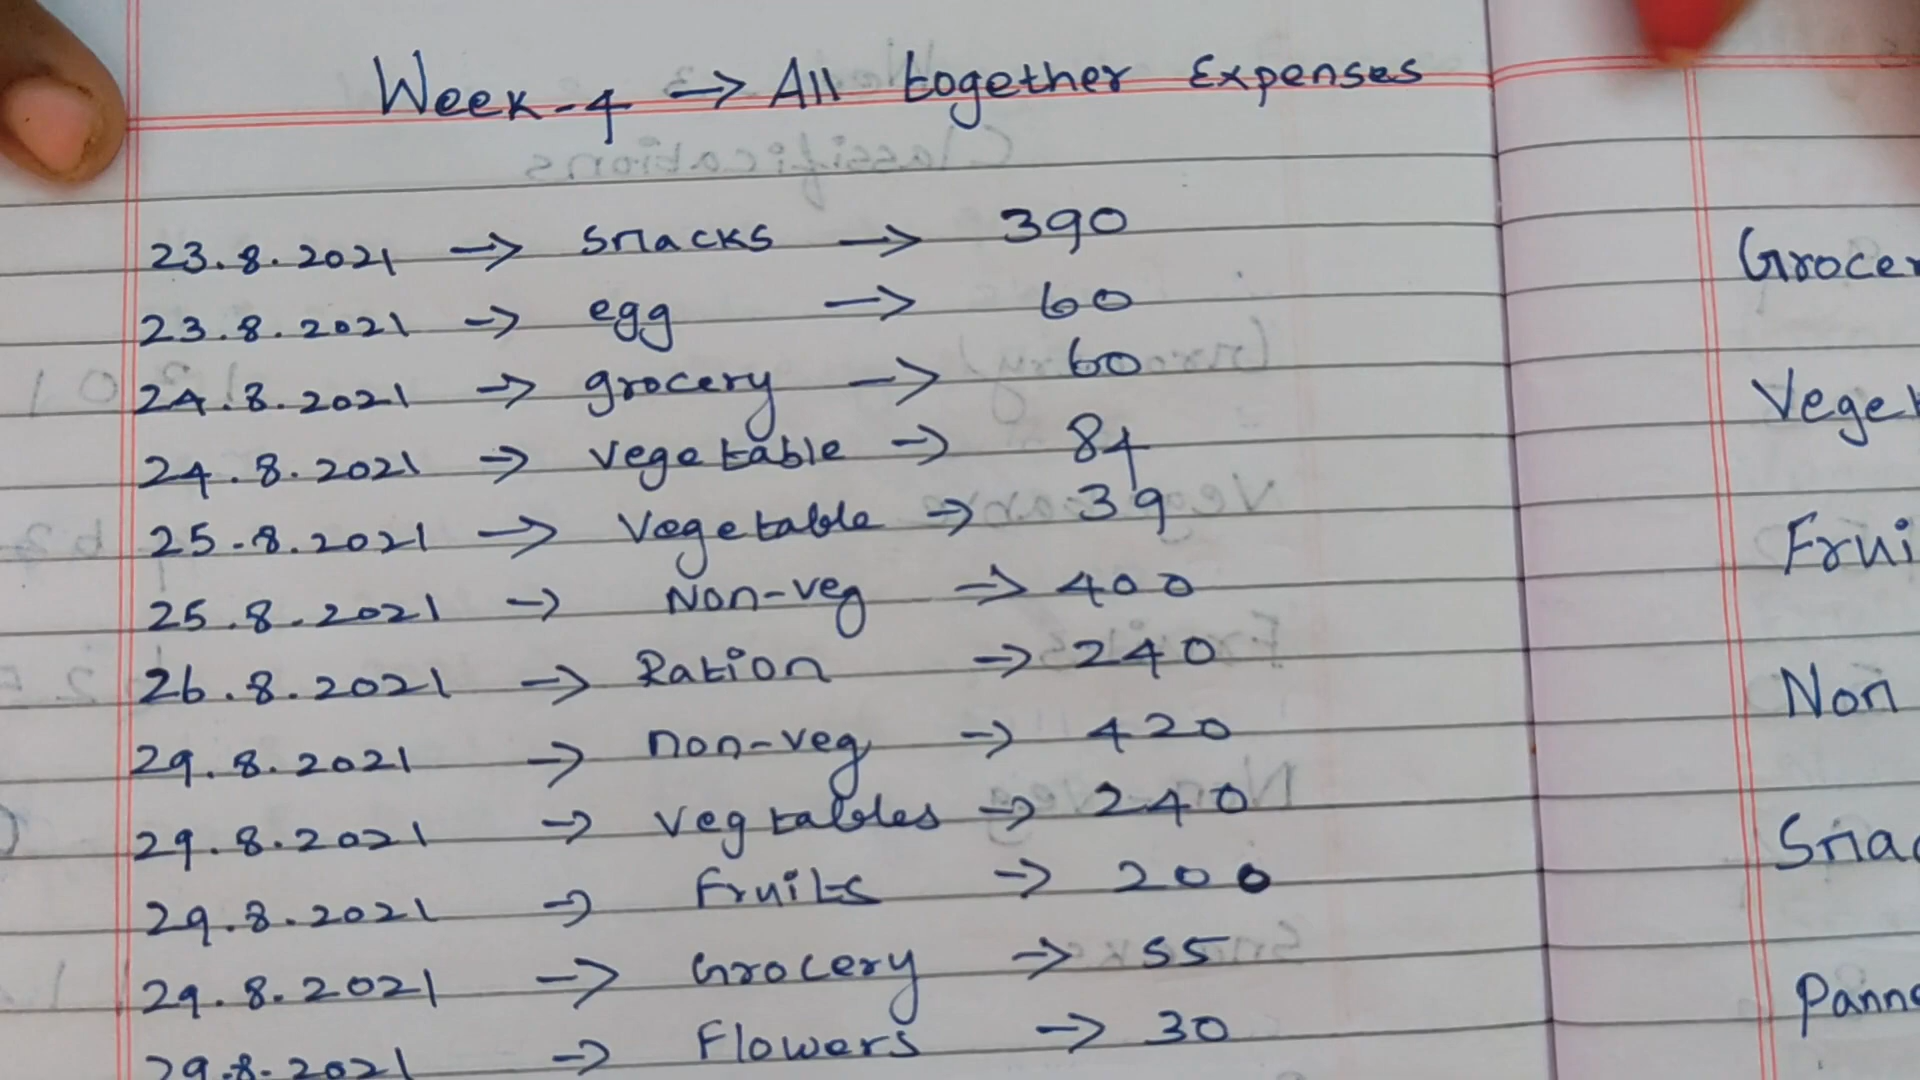 Week-4 → All together Expenses
23.8.2021 → Snacks → 390
23.8.2021 → egg → 60
24.8.2021 → grocery → 60
24.8.2021 → vegetable → 84
25.8.2021 → Vegetable → 39
25.8.2021 → Non-veg → 400
26.8.2021 → Ration → 240
29.8.2021 → non-veg → 420
29.8.2021 → vegtables → 240
29.8.2021 → Fruits → 200
29.8.2021 → Grocery → 55
29.8.2021 → Flowers → 30
Grocer
Veget
Frui
Non
Snac
Pann